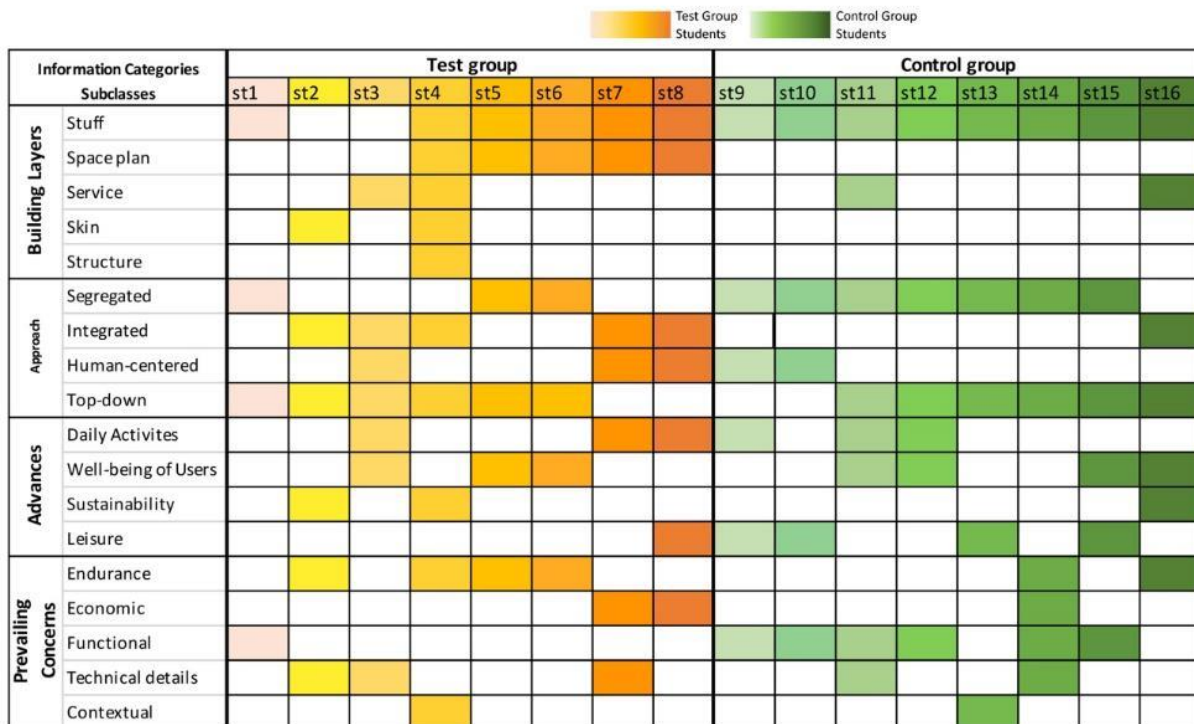 Test Group
Students
Control Group
Students
Information Categories
Subclasses
Test group
Control group
st1 st2 st3 st4 st5 st6 st7 st8 st9 st10 st11 st12 st13 st14 st15 st16
Building Layers
Stuff
Space plan
Service
Skin
Structure
Approach
Segregated
Integrated
Human-centered
Top-down
Advances
Daily Activites
Well-being of Users
Sustainability
Leisure
Prevailing
Concerns
Endurance
Economic
Functional
Technical details
Contextual